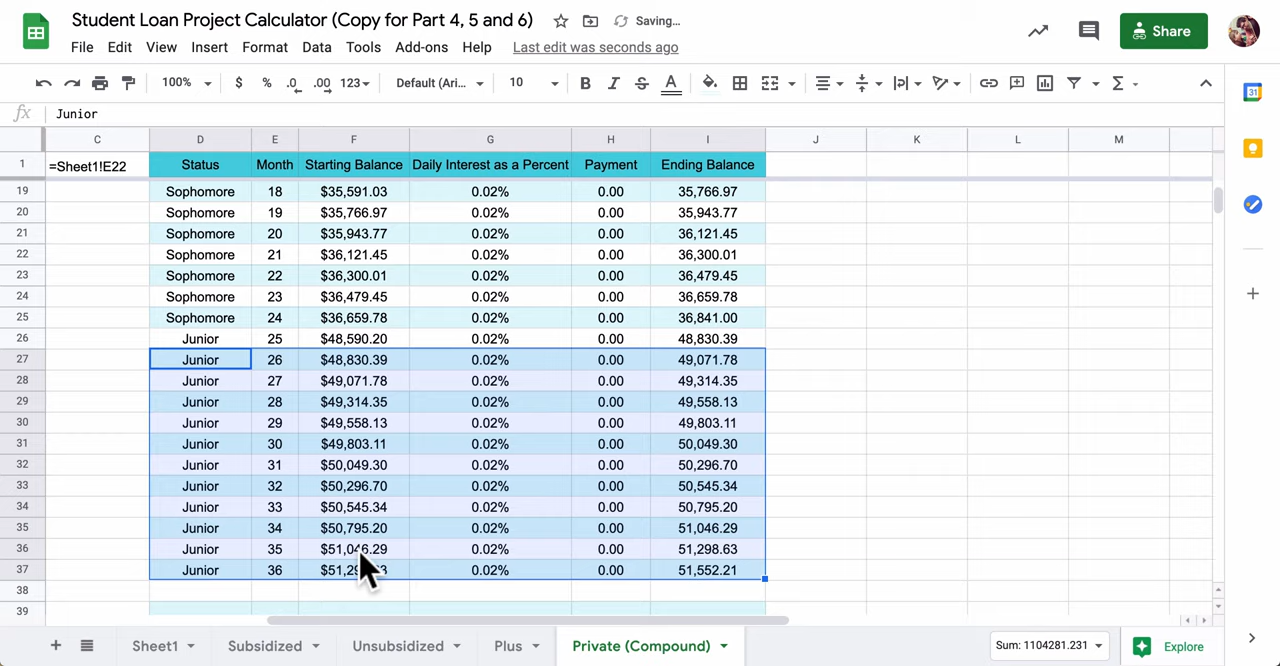 Student Loan Project Calculator (Copy for Part 4, 5 and 6) Saving...
File Edit View Insert Format Data Tools Add-ons Help Last edit was seconds ago
Share
100% $ % .0 .00 123 Default (Ari... 10 B I S A Σ
fx Junior
C D E F G H I J K L M
1 =Sheet1!E22 Status Month Starting Balance Daily Interest as a Percent Payment Ending Balance
19 Sophomore 18 $35,591.03 0.02% 0.00 35,766.97
20 Sophomore 19 $35,766.97 0.02% 0.00 35,943.77
21 Sophomore 20 $35,943.77 0.02% 0.00 36,121.45
22 Sophomore 21 $36,121.45 0.02% 0.00 36,300.01
23 Sophomore 22 $36,300.01 0.02% 0.00 36,479.45
24 Sophomore 23 $36,479.45 0.02% 0.00 36,659.78
25 Sophomore 24 $36,659.78 0.02% 0.00 36,841.00
26 Junior 25 $48,590.20 0.02% 0.00 48,830.39
27 Junior 26 $48,830.39 0.02% 0.00 49,071.78
28 Junior 27 $49,071.78 0.02% 0.00 49,314.35
29 Junior 28 $49,314.35 0.02% 0.00 49,558.13
30 Junior 29 $49,558.13 0.02% 0.00 49,803.11
31 Junior 30 $49,803.11 0.02% 0.00 50,049.30
32 Junior 31 $50,049.30 0.02% 0.00 50,296.70
33 Junior 32 $50,296.70 0.02% 0.00 50,545.34
34 Junior 33 $50,545.34 0.02% 0.00 50,795.20
35 Junior 34 $50,795.20 0.02% 0.00 51,046.29
36 Junior 35 $51,046.29 0.02% 0.00 51,298.63
37 Junior 36 0.02% 0.00 51,552.21
38
39
Sheet1 Subsidized Unsubsidized Plus Private (Compound) Sum: 1104281.231 Explore
31